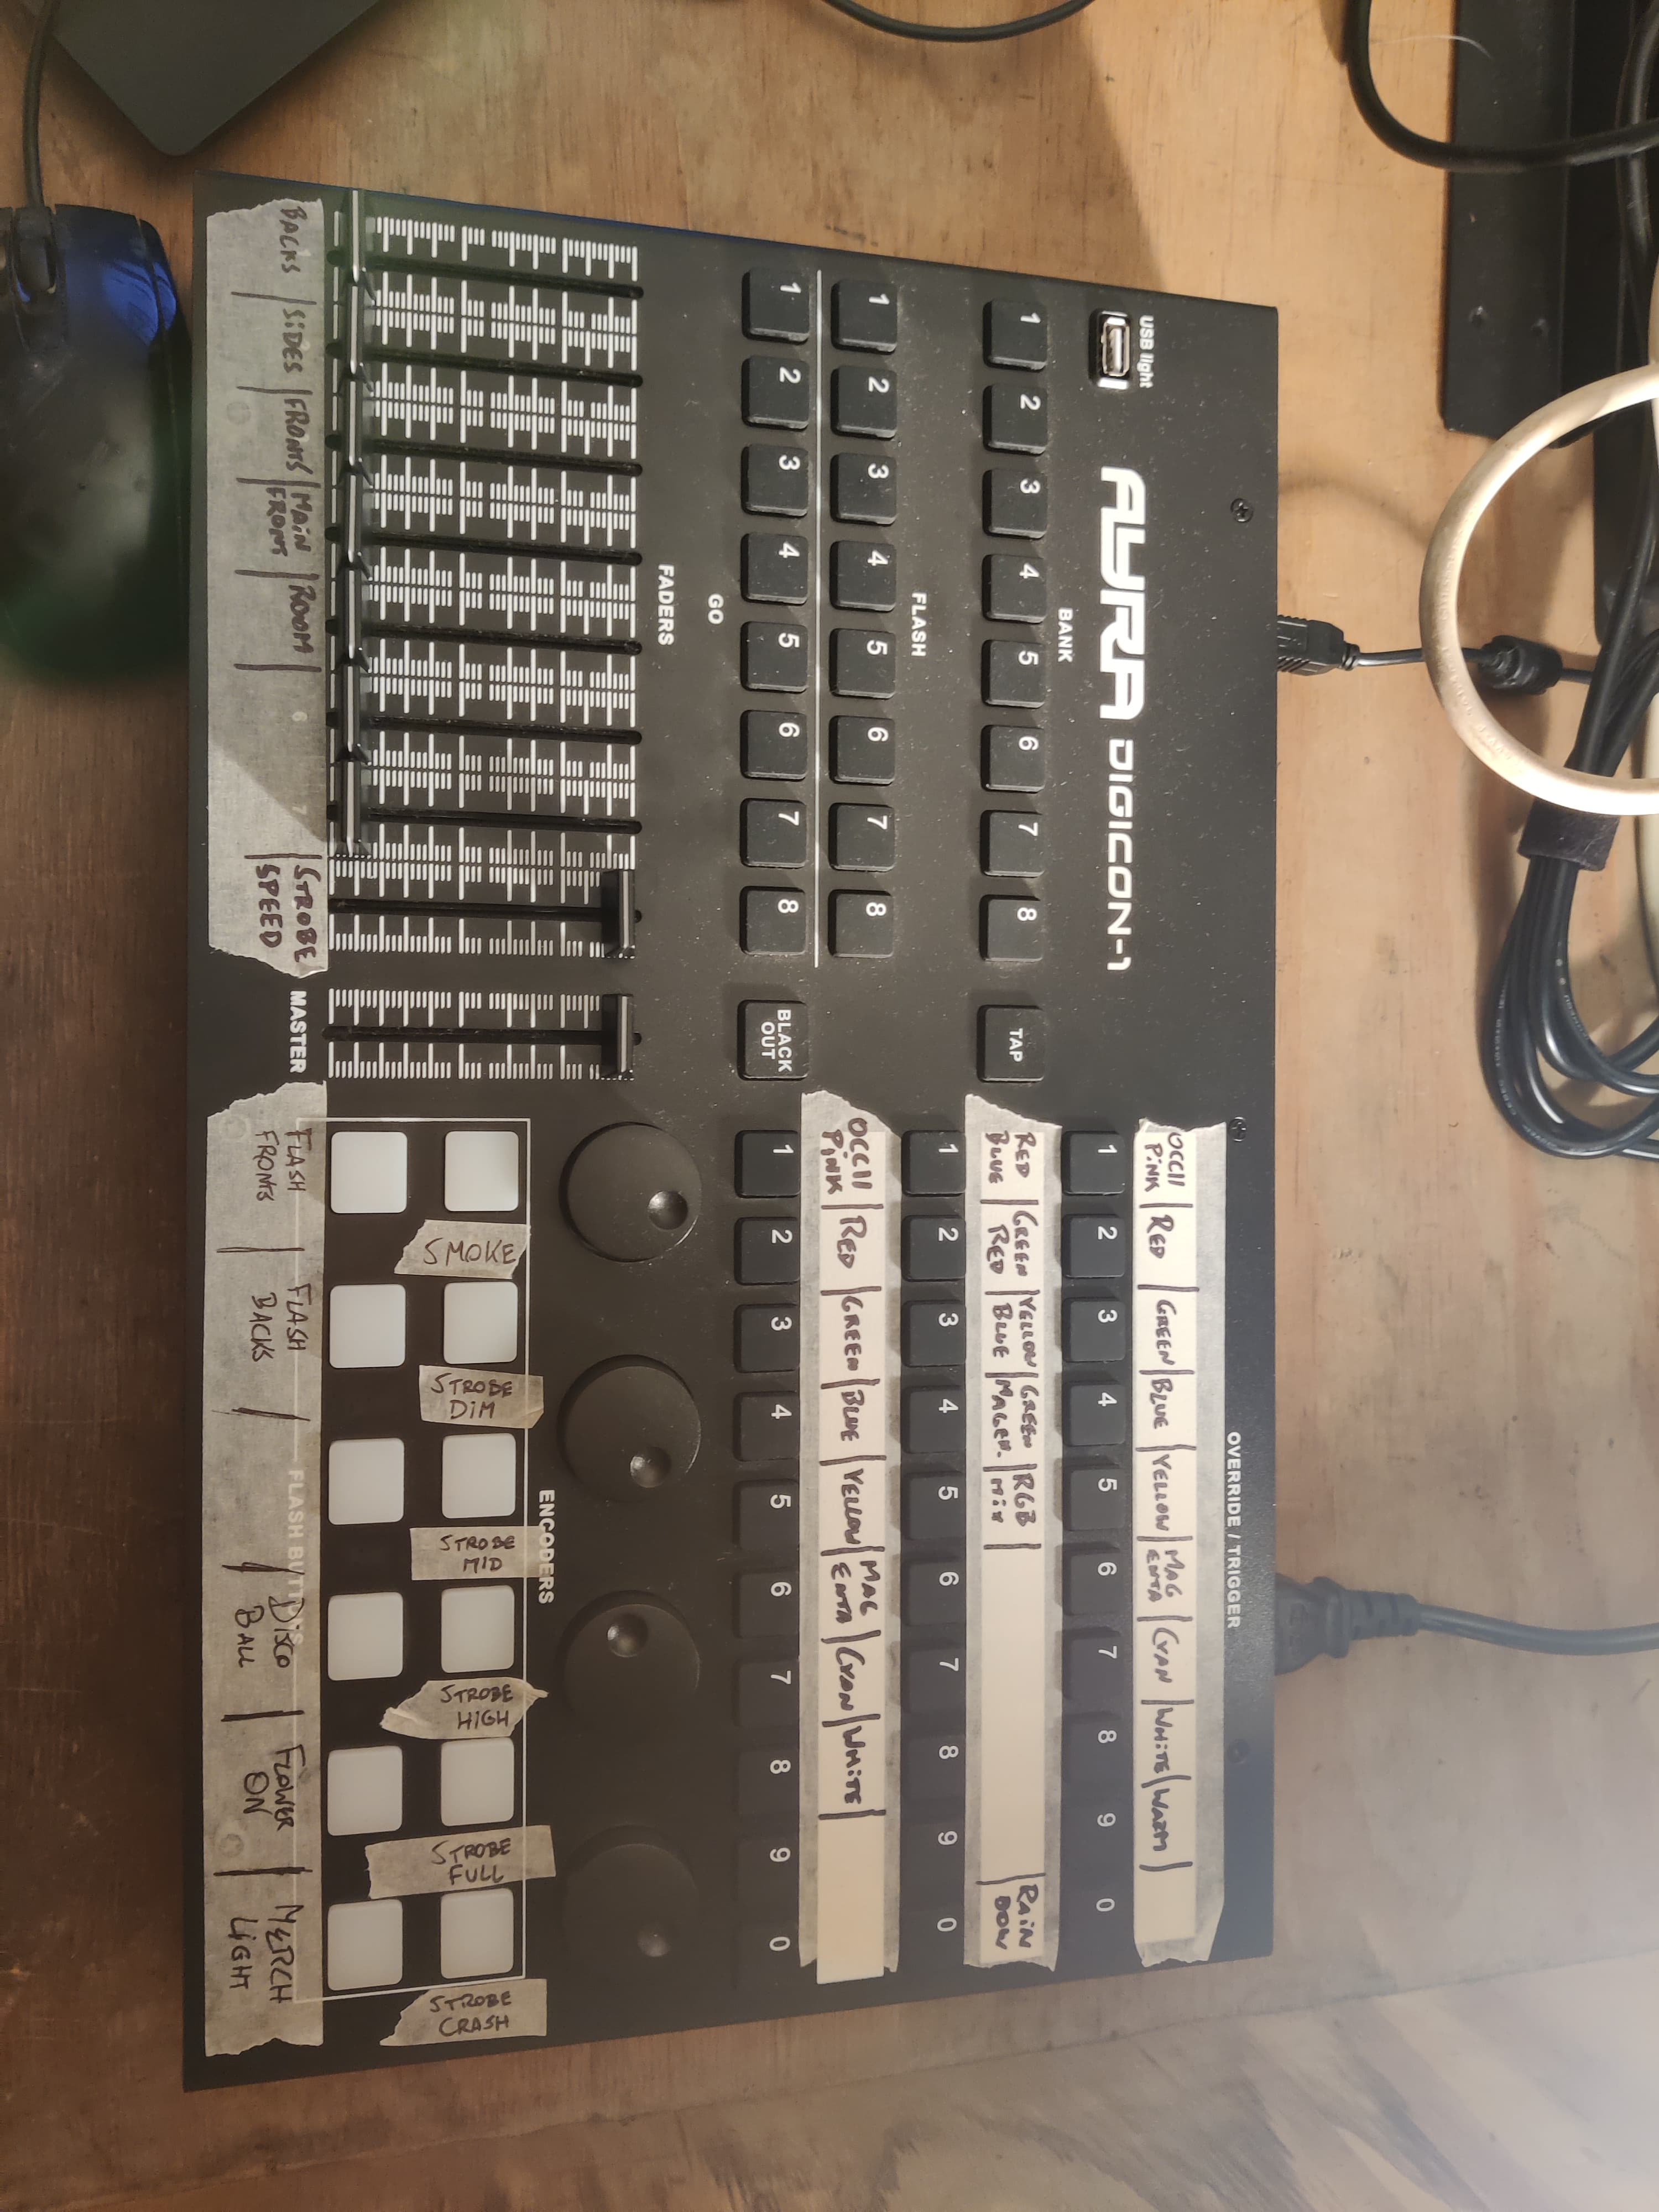 OVERRIDE / TRIGGER
OCCII PINK RED GREEN BLUE YELLOW MAG ENTA CYAN WHITE WARM
USB light
AYRA DIGICON-1
1 2 3 4 5 6 7 8 9 0
BANK
1 2 3 4 5 6 7 8
TAP
RED BLUE GREEN RED YELLOW BLUE GREEN MAGEN. RGB MIX RAIN BOW
1 2 3 4 5 6 7 8 9 0
FLASH
1 2 3 4 5 6 7 8
OCCII PINK RED GREEN BLUE YELLOW MAG ENTA CYAN WHITE
1 2 3 4 5 6 7 8
BLACK OUT
1 2 3 4 5 6 7 8 9 0
GO
FADERS
ENCODERS
SMOKE
STROBE DIM
STROBE MID
STROBE HIGH
STROBE FULL
STROBE CRASH
BACKS SIDES FRONTS MAIN FRONT ROOM 6 7 STROBE SPEED
MASTER
FLASH BUTTONS
FLASH FRONTS FLASH BACKS DISCO BALL FLOWER ON MERCH LIGHT